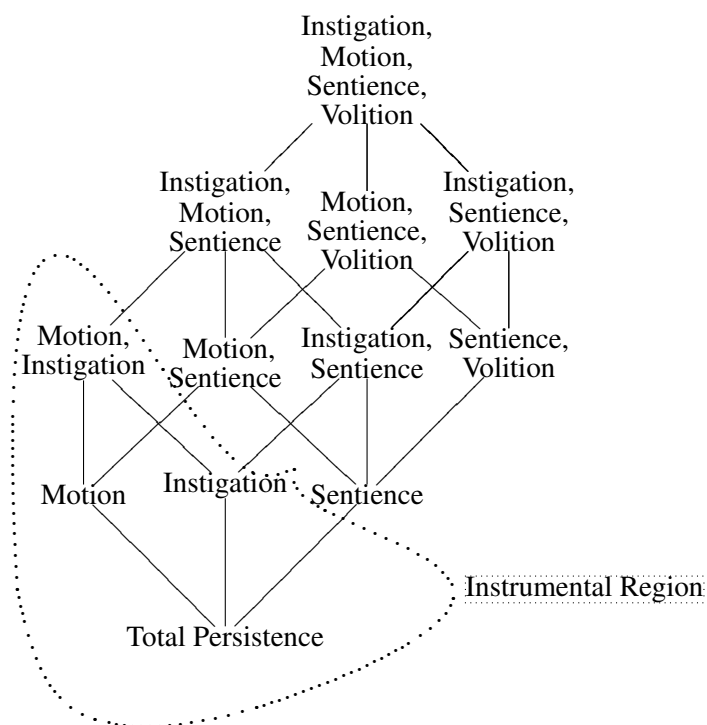 Instigation,
Motion,
Sentience,
Volition
Instigation,
Motion,
Sentience
Motion,
Sentience,
Volition
Instigation,
Sentience,
Volition
Motion,
Instigation
Motion,
Sentience
Instigation,
Sentience
Sentience,
Volition
Motion
Instigation
Sentience
Instrumental Region
Total Persistence